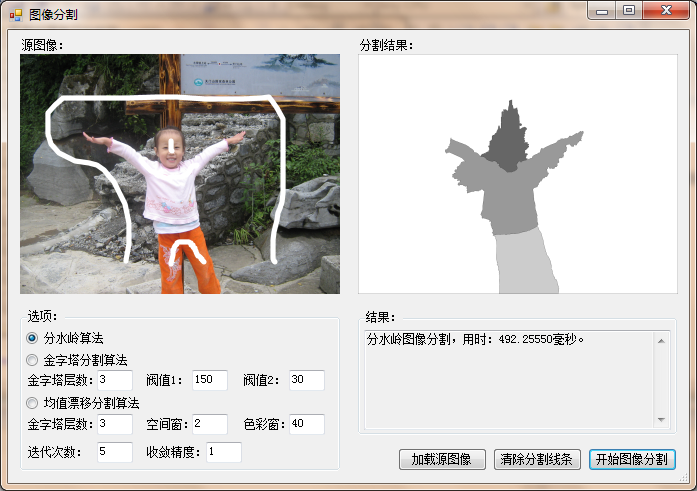 图像分割
源图像：
分割结果：
选项：
分水岭算法
金字塔分割算法
金字塔层数： 3 阀值1： 150 阀值2： 30
均值漂移分割算法
金字塔层数： 3 空间窗： 2 色彩窗： 40
迭代次数： 5 收敛精度： 1
结果：
分水岭图像分割，用时：492.25550毫秒。
加载源图像 清除分割线条 开始图像分割